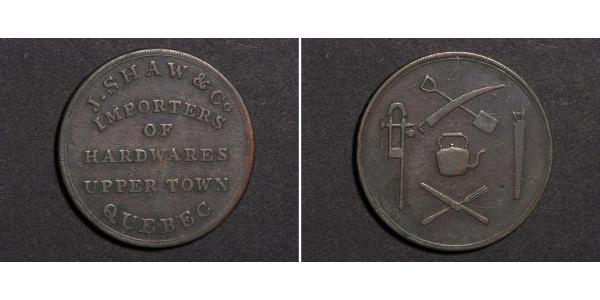 J. SHAW & Co
IMPORTERS
OF
HARDWARES
UPPER TOWN
QUEBEC